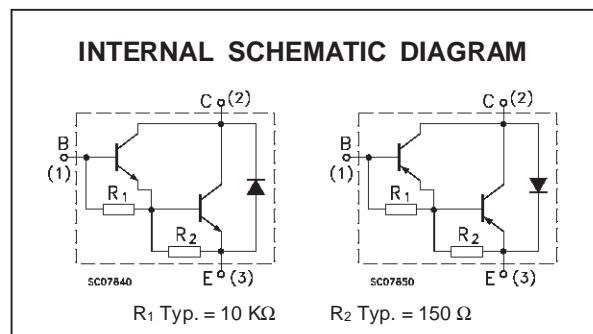 INTERNAL SCHEMATIC DIAGRAM
C (2)
B
(1)
R1
R2
E (3)
SC07840
C (2)
B
(1)
R1
R2
E (3)
SC07850
R1 Typ. = 10 KΩ R2 Typ. = 150 Ω